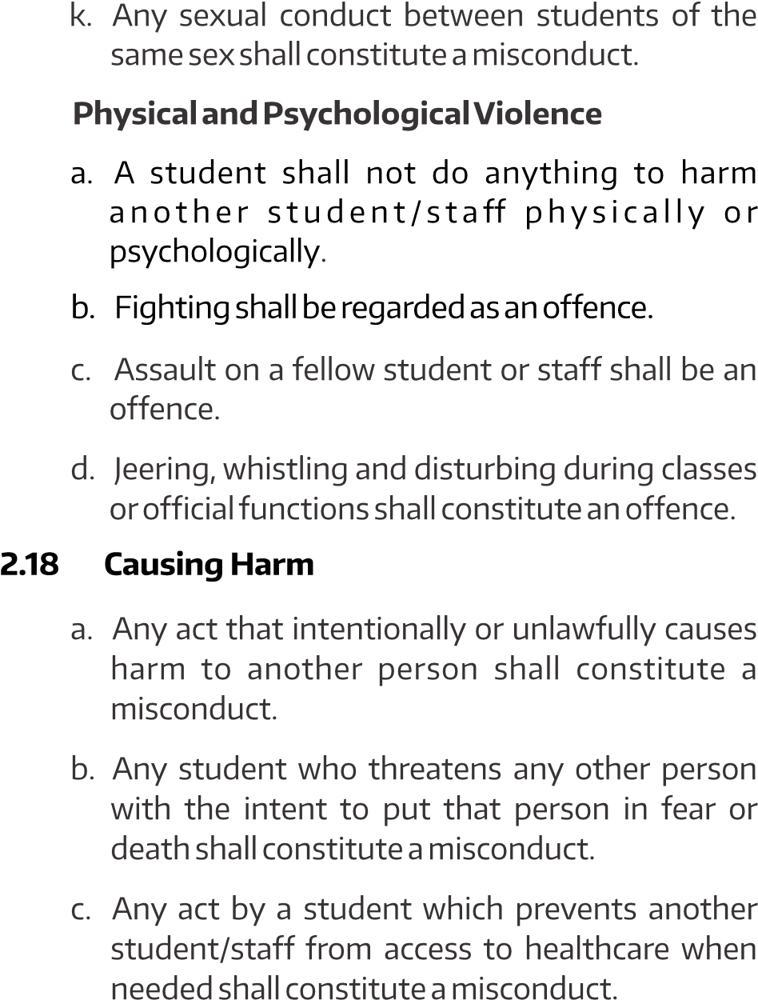 k. Any sexual conduct between students of the
same sex shall constitute a misconduct.
Physical and Psychological Violence
a. A student shall not do anything to harm
another student/staff physically or
psychologically.
b. Fighting shall be regarded as an offence.
c. Assault on a fellow student or staff shall be an
offence.
d. Jeering, whistling and disturbing during classes
or official functions shall constitute an offence.
2.18 Causing Harm
a. Any act that intentionally or unlawfully causes
harm to another person shall constitute a
misconduct.
b. Any student who threatens any other person
with the intent to put that person in fear or
death shall constitute a misconduct.
c. Any act by a student which prevents another
student/staff from access to healthcare when
needed shall constitute a misconduct.